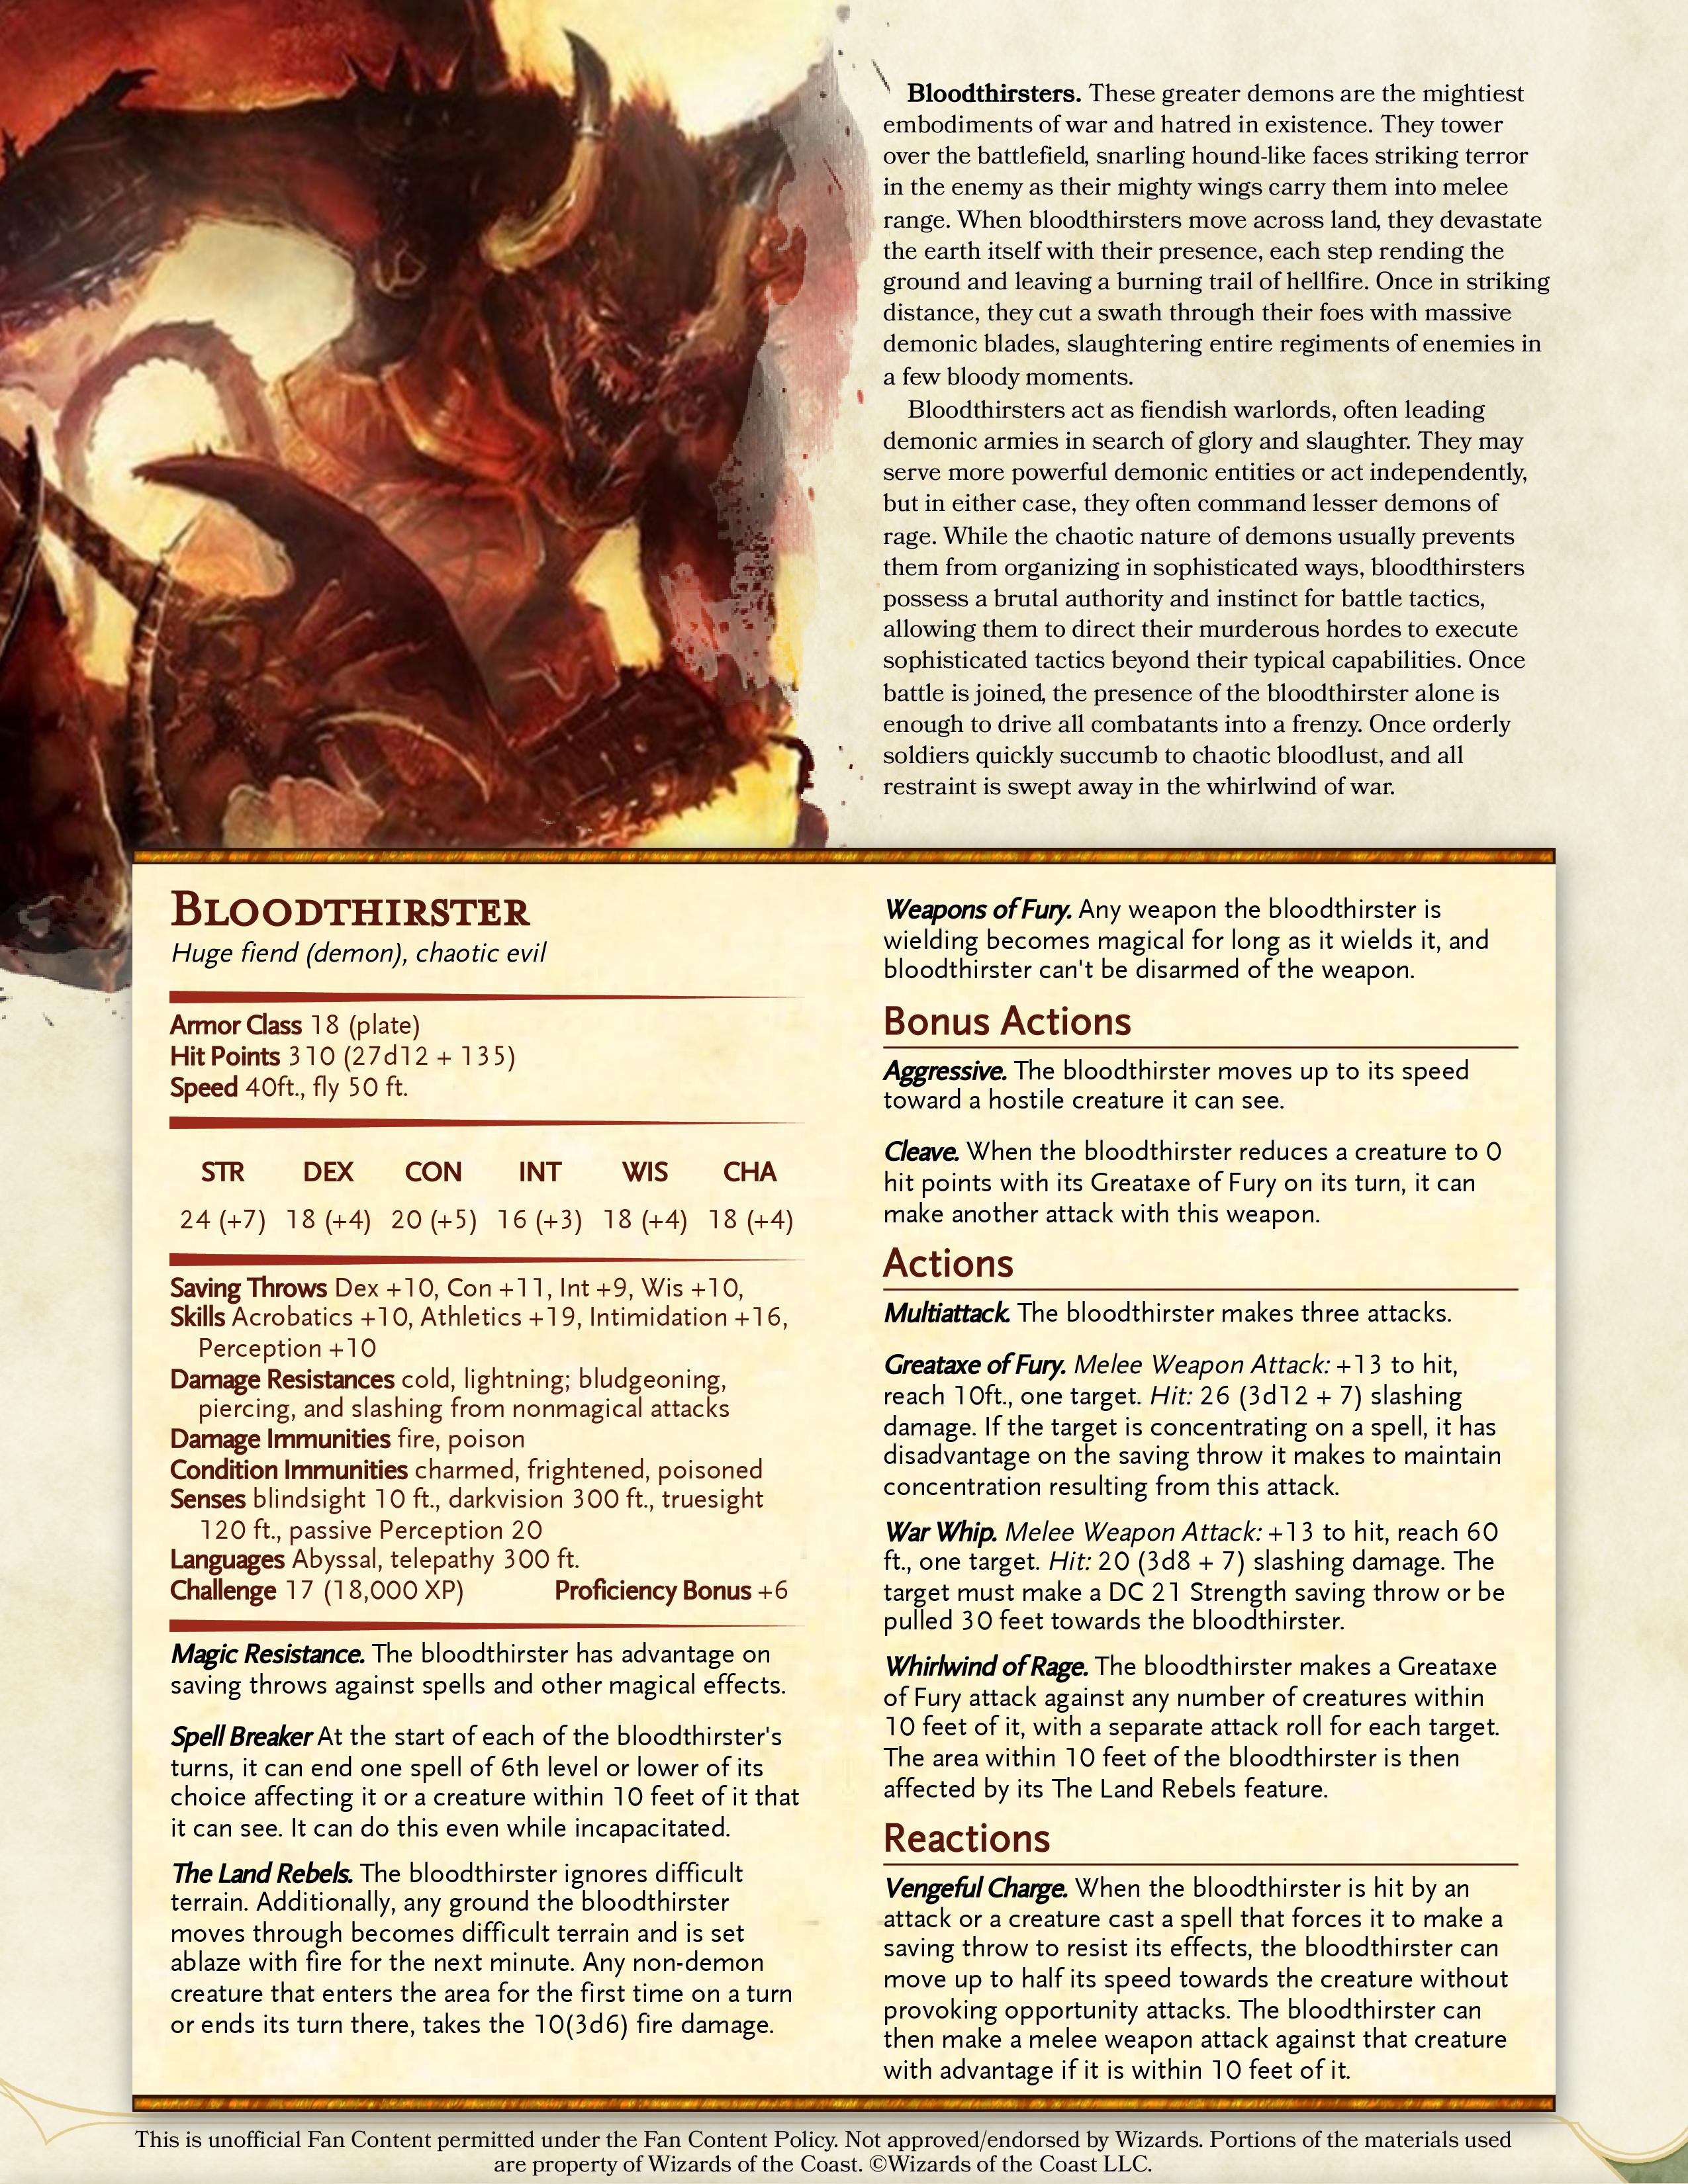 Bloodthirsters. These greater demons are the mightiest
embodiments of war and hatred in existence. They tower
over the battlefield, snarling hound-like faces striking terror
in the enemy as their mighty wings carry them into melee
range. When bloodthirsters move across land, they devastate
the earth itself with their presence, each step rending the
ground and leaving a burning trail of hellfire. Once in striking
distance, they cut a swath through their foes with massive
demonic blades, slaughtering entire regiments of enemies in
a few bloody moments.
Bloodthirsters act as fiendish warlords, often leading
demonic armies in search of glory and slaughter. They may
serve more powerful demonic entities or act independently,
but in either case, they often command lesser demons of
rage. While the chaotic nature of demons usually prevents
them from organizing in sophisticated ways, bloodthirsters
possess a brutal authority and instinct for battle tactics,
allowing them to direct their murderous hordes to execute
sophisticated tactics beyond their typical capabilities. Once
battle is joined, the presence of the bloodthirster alone is
enough to drive all combatants into a frenzy. Once orderly
soldiers quickly succumb to chaotic bloodlust, and all
restraint is swept away in the whirlwind of war.
Bloodthirster
Huge fiend (demon), chaotic evil
Armor Class 18 (plate)
Hit Points 310 (27d12 + 135)
Speed 40ft., fly 50 ft.
STR DEX CON INT WIS CHA
24 (+7) 18 (+4) 20 (+5) 16 (+3) 18 (+4) 18 (+4)
Saving Throws Dex +10, Con +11, Int +9, Wis +10,
Skills Acrobatics +10, Athletics +19, Intimidation +16,
Perception +10
Damage Resistances cold, lightning; bludgeoning,
piercing, and slashing from nonmagical attacks
Damage Immunities fire, poison
Condition Immunities charmed, frightened, poisoned
Senses blindsight 10 ft., darkvision 300 ft., truesight
120 ft., passive Perception 20
Languages Abyssal, telepathy 300 ft.
Challenge 17 (18,000 XP) Proficiency Bonus +6
Magic Resistance. The bloodthirster has advantage on
saving throws against spells and other magical effects.
Spell Breaker At the start of each of the bloodthirster's
turns, it can end one spell of 6th level or lower of its
choice affecting it or a creature within 10 feet of it that
it can see. It can do this even while incapacitated.
The Land Rebels. The bloodthirster ignores difficult
terrain. Additionally, any ground the bloodthirster
moves through becomes difficult terrain and is set
ablaze with fire for the next minute. Any non-demon
creature that enters the area for the first time on a turn
or ends its turn there, takes the 10(3d6) fire damage.
Weapons of Fury. Any weapon the bloodthirster is
wielding becomes magical for long as it wields it, and
bloodthirster can't be disarmed of the weapon.
Bonus Actions
Aggressive. The bloodthirster moves up to its speed
toward a hostile creature it can see.
Cleave. When the bloodthirster reduces a creature to 0
hit points with its Greataxe of Fury on its turn, it can
make another attack with this weapon.
Actions
Multiattack. The bloodthirster makes three attacks.
Greataxe of Fury. Melee Weapon Attack: +13 to hit,
reach 10ft., one target. Hit: 26 (3d12 + 7) slashing
damage. If the target is concentrating on a spell, it has
disadvantage on the saving throw it makes to maintain
concentration resulting from this attack.
War Whip. Melee Weapon Attack: +13 to hit, reach 60
ft., one target. Hit: 20 (3d8 + 7) slashing damage. The
target must make a DC 21 Strength saving throw or be
pulled 30 feet towards the bloodthirster.
Whirlwind of Rage. The bloodthirster makes a Greataxe
of Fury attack against any number of creatures within
10 feet of it, with a separate attack roll for each target.
The area within 10 feet of the bloodthirster is then
affected by its The Land Rebels feature.
Reactions
Vengeful Charge. When the bloodthirster is hit by an
attack or a creature cast a spell that forces it to make a
saving throw to resist its effects, the bloodthirster can
move up to half its speed towards the creature without
provoking opportunity attacks. The bloodthirster can
then make a melee weapon attack against that creature
with advantage if it is within 10 feet of it.
This is unofficial Fan Content permitted under the Fan Content Policy. Not approved/endorsed by Wizards. Portions of the materials used
are property of Wizards of the Coast. ©Wizards of the Coast LLC.